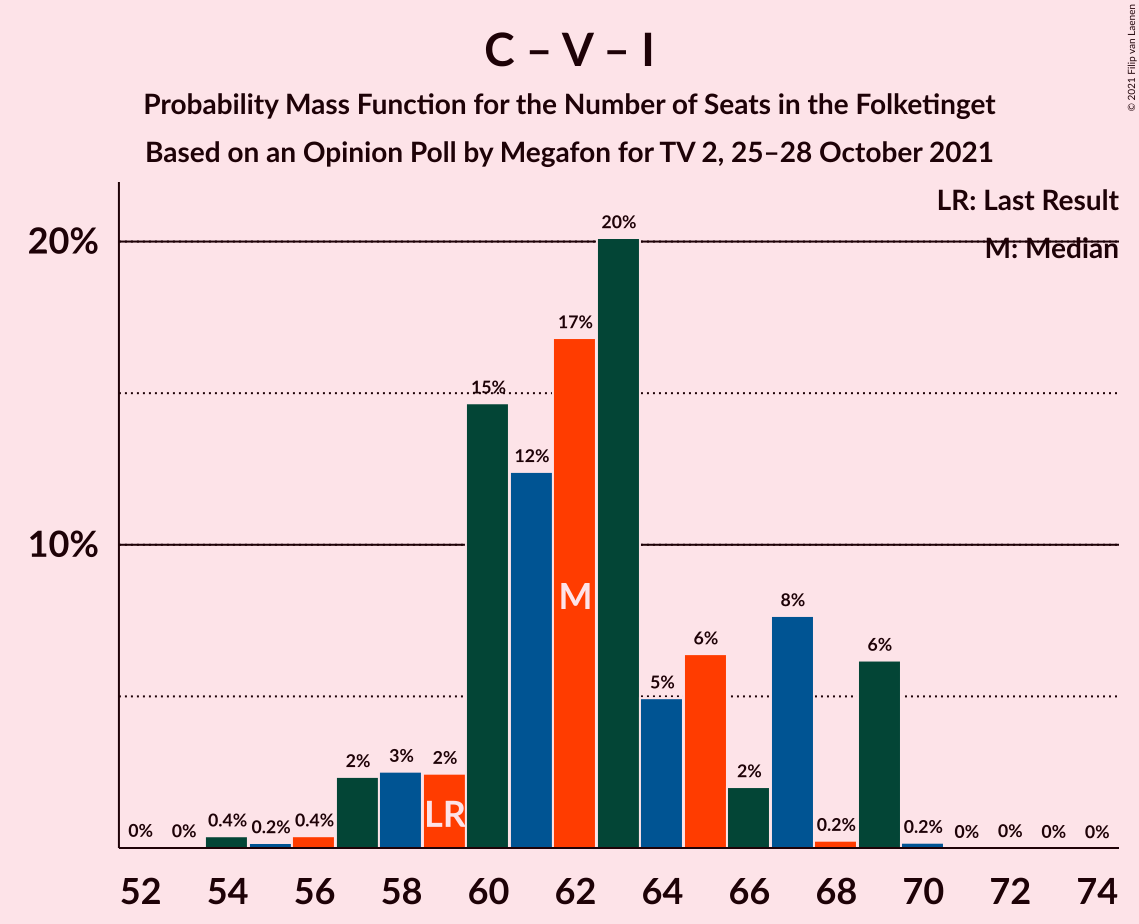 C – V – I
Probability Mass Function for the Number of Seats in the Folketinget
Based on an Opinion Poll by Megafon for TV 2, 25–28 October 2021
© 2021 Filip van Laenen
LR: Last Result
M: Median
20%
10%
0%
0%
0.4%
0.2%
0.4%
2%
3%
2%
15%
12%
17%
20%
5%
6%
2%
8%
0.2%
6%
0.2%
0%
0%
0%
0%
LR
M
52 54 56 58 60 62 64 66 68 70 72 74